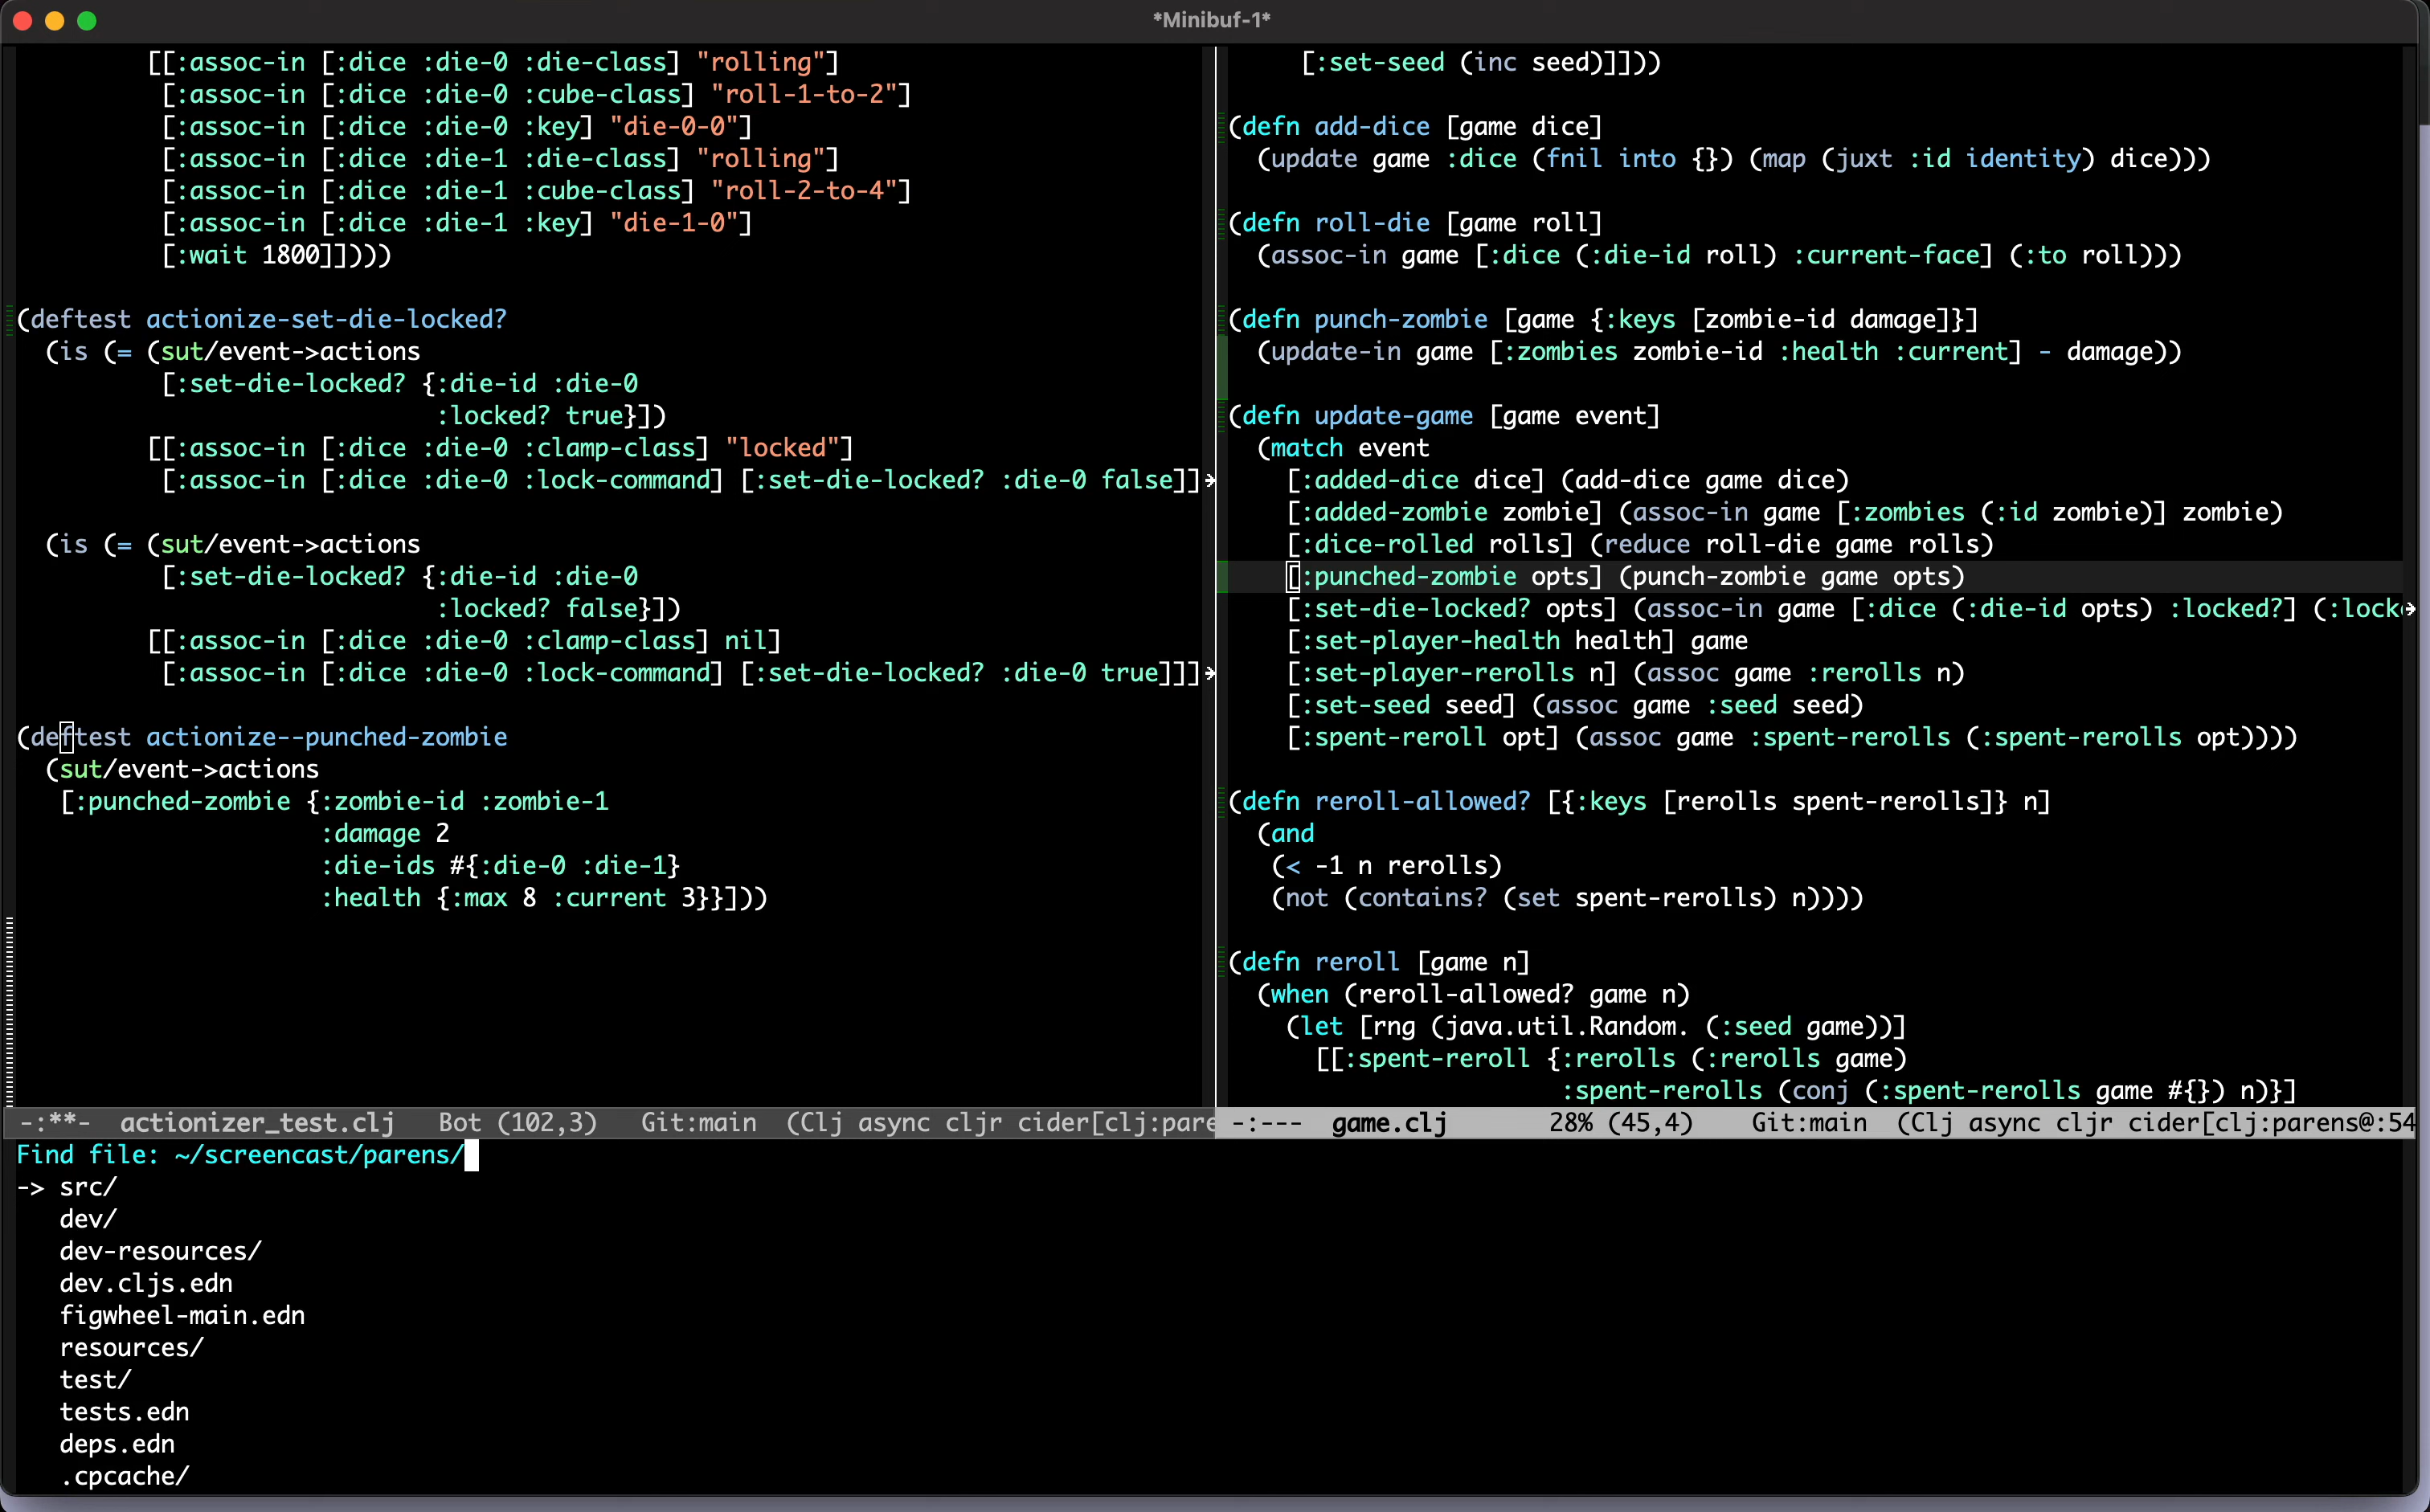 *Minibuf-1*
[[:assoc-in [:dice :die-0 :die-class] "rolling"]
[:assoc-in [:dice :die-0 :cube-class] "roll-1-to-2"]
[:assoc-in [:dice :die-0 :key] "die-0-0"]
[:assoc-in [:dice :die-1 :die-class] "rolling"]
[:assoc-in [:dice :die-1 :cube-class] "roll-2-to-4"]
[:assoc-in [:dice :die-1 :key] "die-1-0"]
[:wait 1800]])))
(deftest actionize-set-die-locked?
(is (= (sut/event->actions
[:set-die-locked? {:die-id :die-0
:locked? true}])
[[:assoc-in [:dice :die-0 :clamp-class] "locked"]
[:assoc-in [:dice :die-0 :lock-command] [:set-die-locked? :die-0 false]]
(is (= (sut/event->actions
[:set-die-locked? {:die-id :die-0
:locked? false}])
[[:assoc-in [:dice :die-0 :clamp-class] nil]
[:assoc-in [:dice :die-0 :lock-command] [:set-die-locked? :die-0 true]]]
(deftest actionize--punched-zombie
(sut/event->actions
[:punched-zombie {:zombie-id :zombie-1
:damage 2
:die-ids #{:die-0 :die-1}
:health {:max 8 :current 3}}]))
-:**-  actionizer_test.clj   Bot (102,3)   Git:main  (Clj async cljr cider[clj:pare
[:set-seed (inc seed)]]))
(defn add-dice [game dice]
(update game :dice (fnil into {}) (map (juxt :id identity) dice)))
(defn roll-die [game roll]
(assoc-in game [:dice (:die-id roll) :current-face] (:to roll)))
(defn punch-zombie [game {:keys [zombie-id damage]}]
(update-in game [:zombies zombie-id :health :current] - damage))
(defn update-game [game event]
(match event
[:added-dice dice] (add-dice game dice)
[:added-zombie zombie] (assoc-in game [:zombies (:id zombie)] zombie)
[:dice-rolled rolls] (reduce roll-die game rolls)
[:punched-zombie opts] (punch-zombie game opts)
[:set-die-locked? opts] (assoc-in game [:dice (:die-id opts) :locked?] (:lock
[:set-player-health health] game
[:set-player-rerolls n] (assoc game :rerolls n)
[:set-seed seed] (assoc game :seed seed)
[:spent-reroll opt] (assoc game :spent-rerolls (:spent-rerolls opt))))
(defn reroll-allowed? [{:keys [rerolls spent-rerolls]} n]
(and
(< -1 n rerolls)
(not (contains? (set spent-rerolls) n))))
(defn reroll [game n]
(when (reroll-allowed? game n)
(let [rng (java.util.Random. (:seed game))]
[[:spent-reroll {:rerolls (:rerolls game)
:spent-rerolls (conj (:spent-rerolls game #{}) n)}]
-:---  game.clj       28% (45,4)    Git:main  (Clj async cljr cider[clj:parens@:54
Find file: ~/screencast/parens/
-> src/
dev/
dev-resources/
dev.cljs.edn
figwheel-main.edn
resources/
test/
tests.edn
deps.edn
.cpcache/